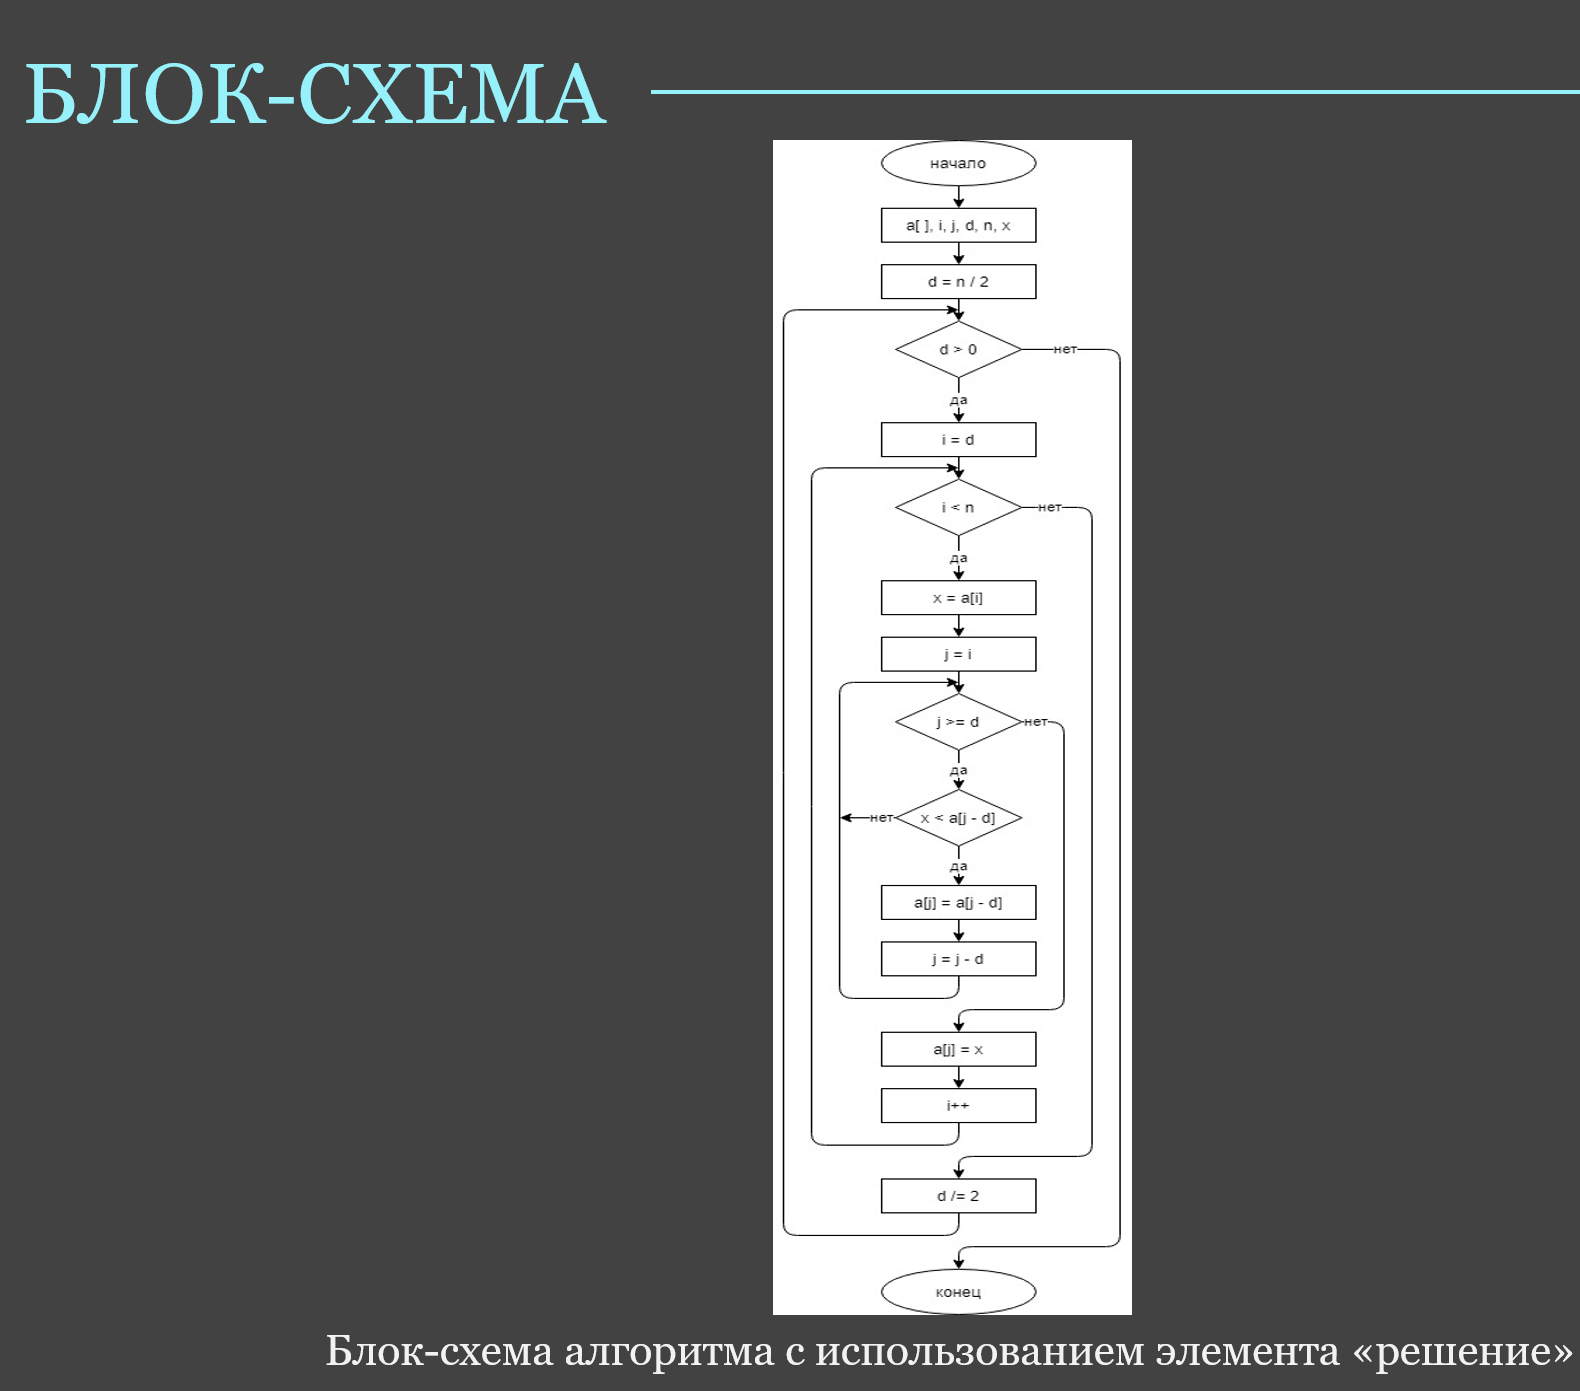 БЛОК-СХЕМА
начало
a[ ], i, j, d, n, x
d = n / 2
d > 0
нет
да
i = d
i < n
нет
да
x = a[i]
j = i
j >= d
нет
да
x < a[j - d]
нет
да
a[j] = a[j - d]
j = j - d
a[j] = x
i++
d /= 2
конец
Блок-схема алгоритма с использованием элемента «решение»